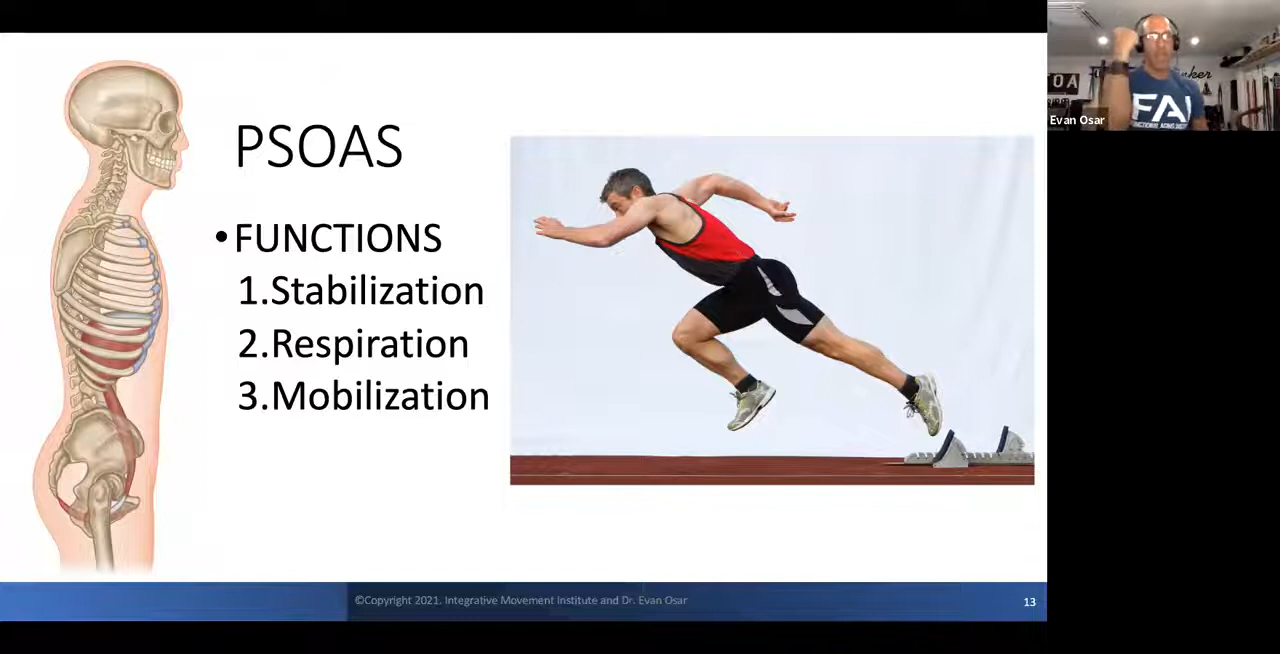 PSOAS
•FUNCTIONS
1.Stabilization
2.Respiration
3.Mobilization
©Copyright 2021. Integrative Movement Institute and Dr. Evan Osar
13
Evan Osar
FAI